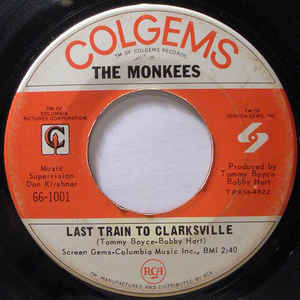 COLGEMS
TM OF COLGEMS RECORDS
THE MONKEES
TM OF
COLUMBIA
PICTURES CORPORATION
TM OF
SCREEN GEMS, INC.
C
Music
Supervision
Don Kirshner
66-1001
Produced by
Tommy Boyce
Bobby Hart
LAST TRAIN TO CLARKSVILLE
(Tommy Boyce-Bobby Hart)
Screen Gems-Columbia Music Inc., BMI 2:40
RCA
MANUFACTURED AND DISTRIBUTED BY RCA